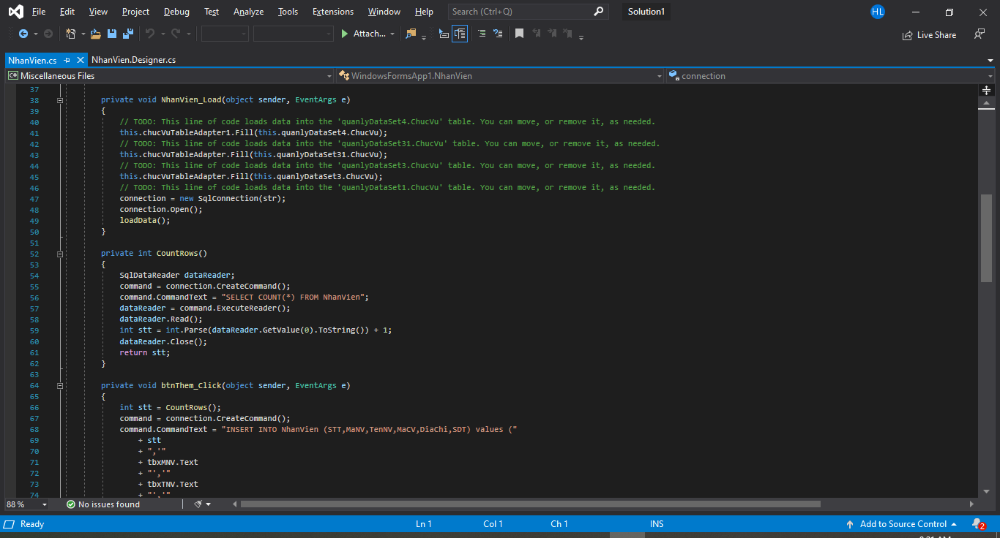 File Edit View Project Debug Test Analyze Tools Extensions Window Help Search (Ctrl+Q) Solution1 HL
Attach... Live Share
NhanVien.cs NhanVien.Designer.cs
C# Miscellaneous Files WindowsFormsApp1.NhanVien connection
37
38 private void NhanVien_Load(object sender, EventArgs e)
39 {
40 // TODO: This line of code loads data into the 'quanlyDataSet4.ChucVu' table. You can move, or remove it, as needed.
41 this.chucVuTableAdapter1.Fill(this.quanlyDataSet4.ChucVu);
42 // TODO: This line of code loads data into the 'quanlyDataSet31.ChucVu' table. You can move, or remove it, as needed.
43 this.chucVuTableAdapter.Fill(this.quanlyDataSet31.ChucVu);
44 // TODO: This line of code loads data into the 'quanlyDataSet3.ChucVu' table. You can move, or remove it, as needed.
45 this.chucVuTableAdapter.Fill(this.quanlyDataSet3.ChucVu);
46 // TODO: This line of code loads data into the 'quanlyDataSet1.ChucVu' table. You can move, or remove it, as needed.
47 connection = new SqlConnection(str);
48 connection.Open();
49 loadData();
50 }
51
52 private int CountRows()
53 {
54 SqlDataReader dataReader;
55 command = connection.CreateCommand();
56 command.CommandText = "SELECT COUNT(*) FROM NhanVien";
57 dataReader = command.ExecuteReader();
58 dataReader.Read();
59 int stt = int.Parse(dataReader.GetValue(0).ToString()) + 1;
60 dataReader.Close();
61 return stt;
62 }
63
64 private void btnThem_Click(object sender, EventArgs e)
65 {
66 int stt = CountRows();
67 command = connection.CreateCommand();
68 command.CommandText = "INSERT INTO NhanVien (STT,MaNV,TenNV,MaCV,DiaChi,SDT) values ("
69 + stt
70 + ",'"
71 + tbxMNV.Text
72 + "','"
73 + tbxTNV.Text
74 + "','"
88 % No issues found
Ready Ln 1 Col 1 Ch 1 INS Add to Source Control 2